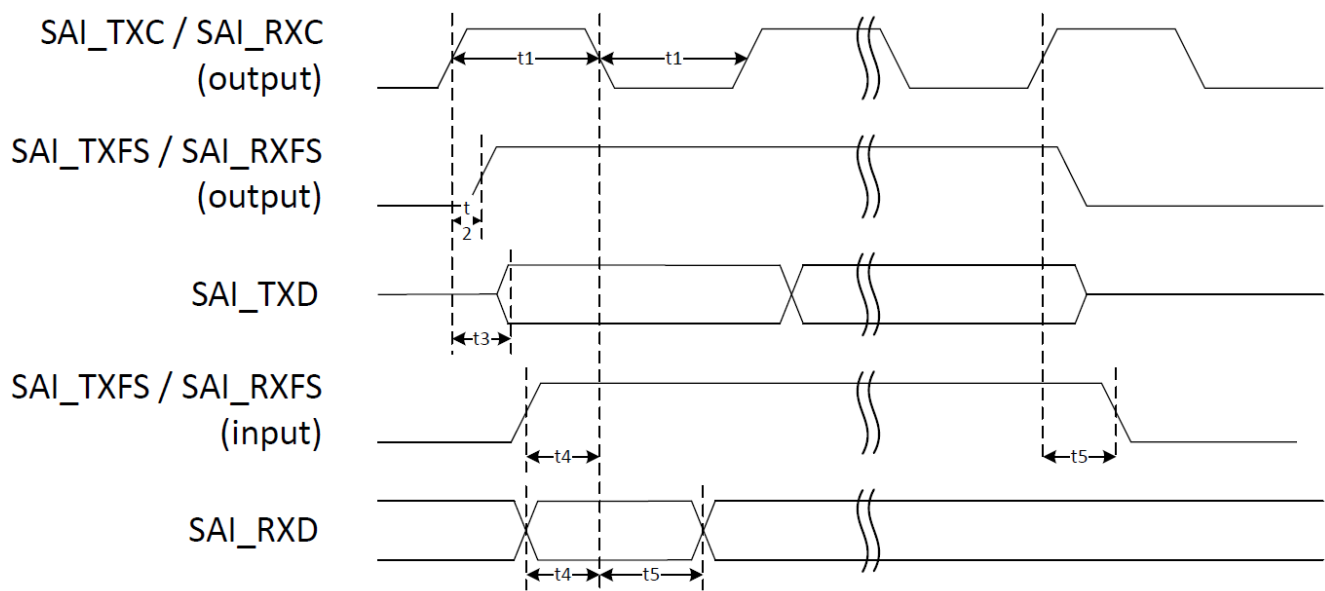 SAI_TXC / SAI_RXC
(output)
t1
t1
SAI_TXFS / SAI_RXFS
(output)
t
2
SAI_TXD
t3
SAI_TXFS / SAI_RXFS
(input)
t4
t5
SAI_RXD
t4
t5